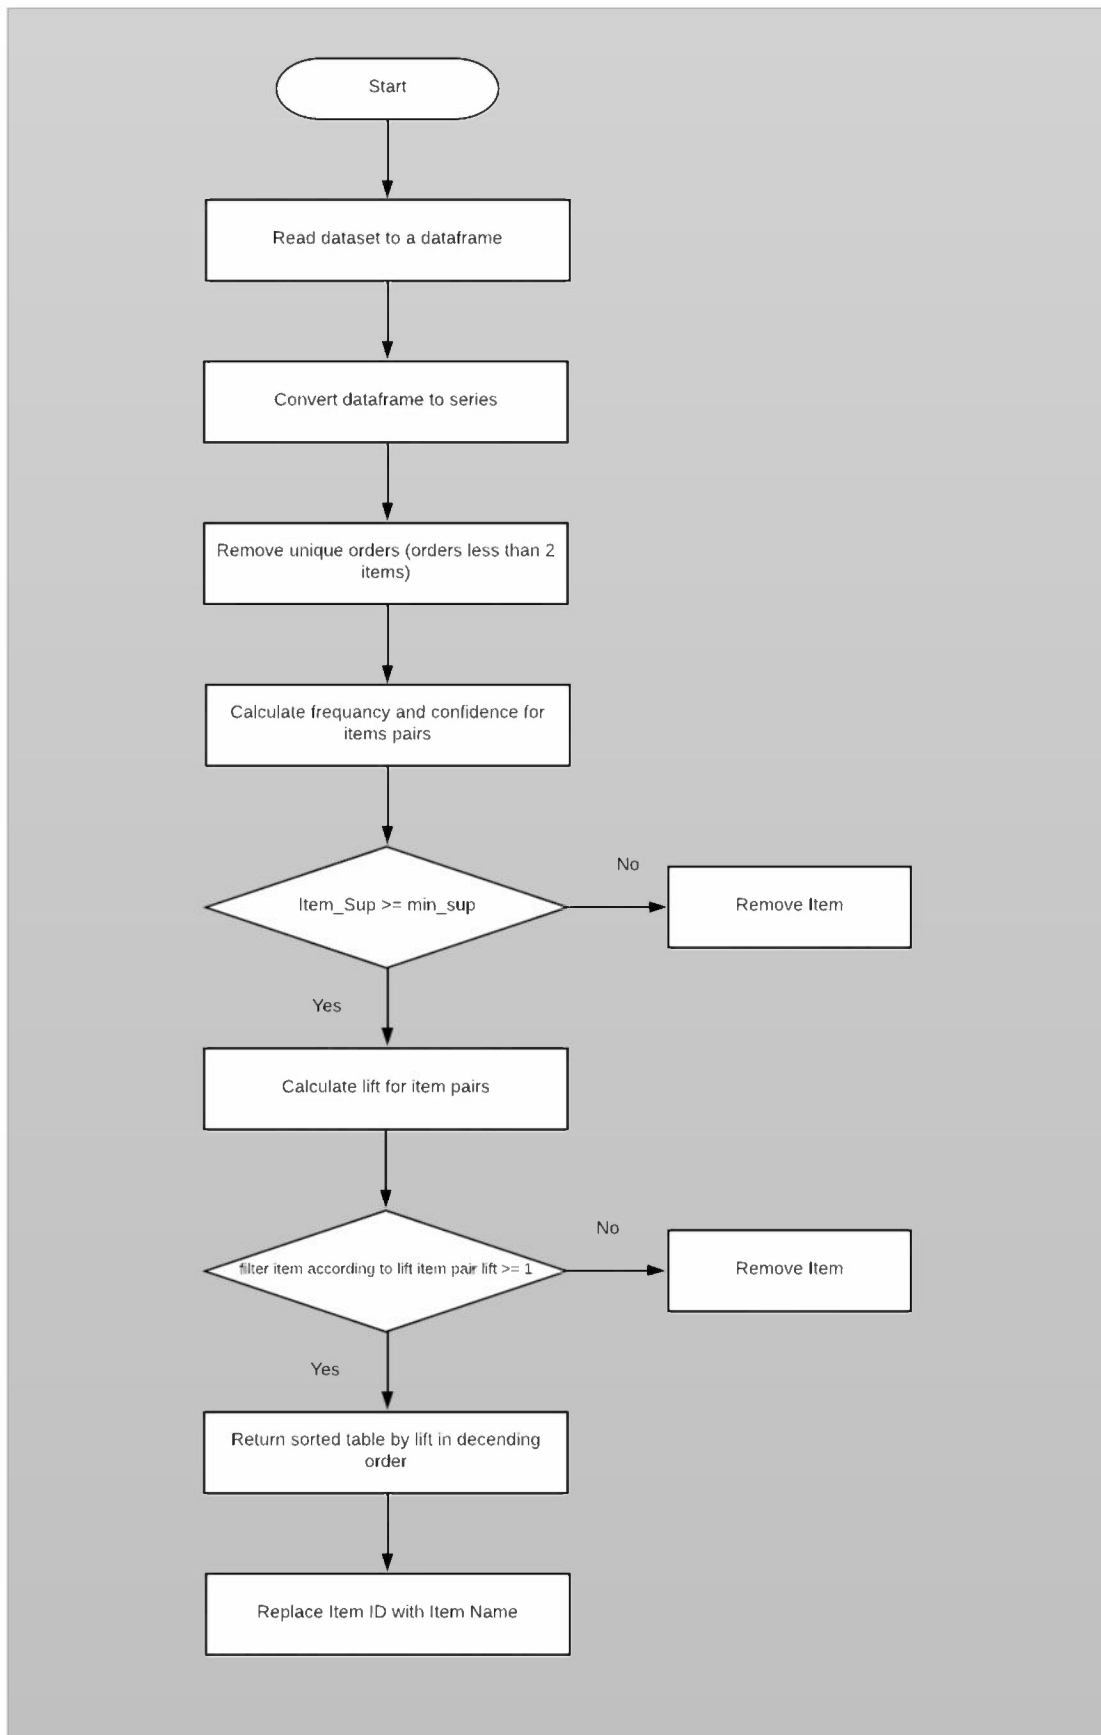 Start
Read dataset to a dataframe
Convert dataframe to series
Remove unique orders (orders less than 2
items)
Calculate frequancy and confidence for
items pairs
No
Item_Sup >= min_sup
Remove Item
Yes
Calculate lift for item pairs
No
filter item according to lift item pair lift >= 1
Remove Item
Yes
Return sorted table by lift in decending
order
Replace Item ID with Item Name